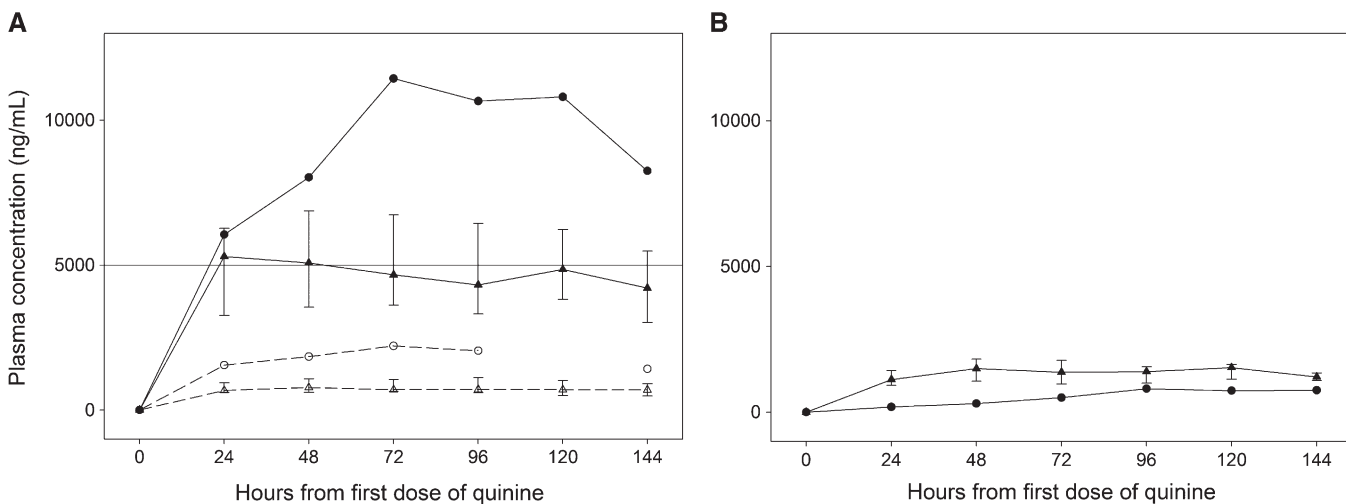 A
Plasma concentration (ng/mL)
10000
5000
0
0 24 48 72 96 120 144
Hours from first dose of quinine
B
10000
5000
0
0 24 48 72 96 120 144
Hours from first dose of quinine